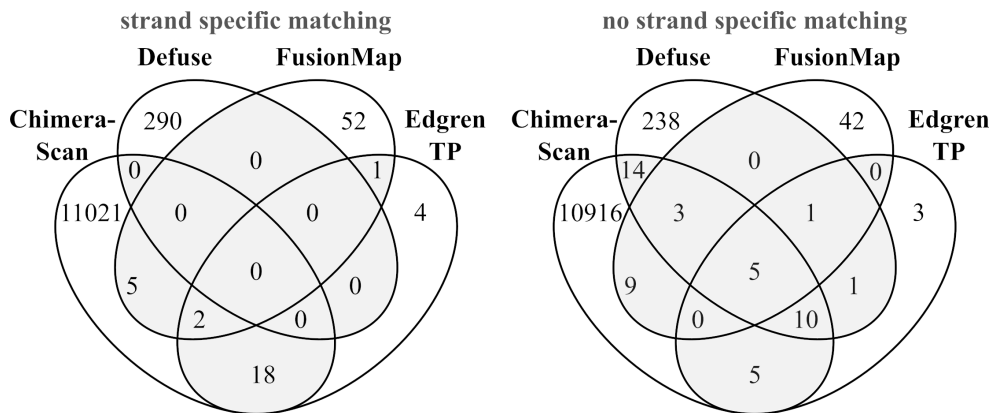 strand specific matching
no strand specific matching
Defuse FusionMap
Defuse FusionMap
Chimera-
Scan
Edgren
TP
Chimera-
Scan
Edgren
TP
290
52
0
0
1
11021
0
0
4
5
0
0
2
0
18
238
42
14
0
0
10916
3
1
3
9
5
1
0
10
5